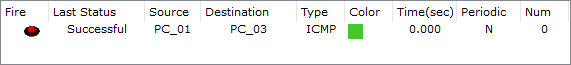 Fire Last Status Source Destination Type Color Time(sec) Periodic Num
Successful PC_01 PC_03 ICMP 0.000 N 0